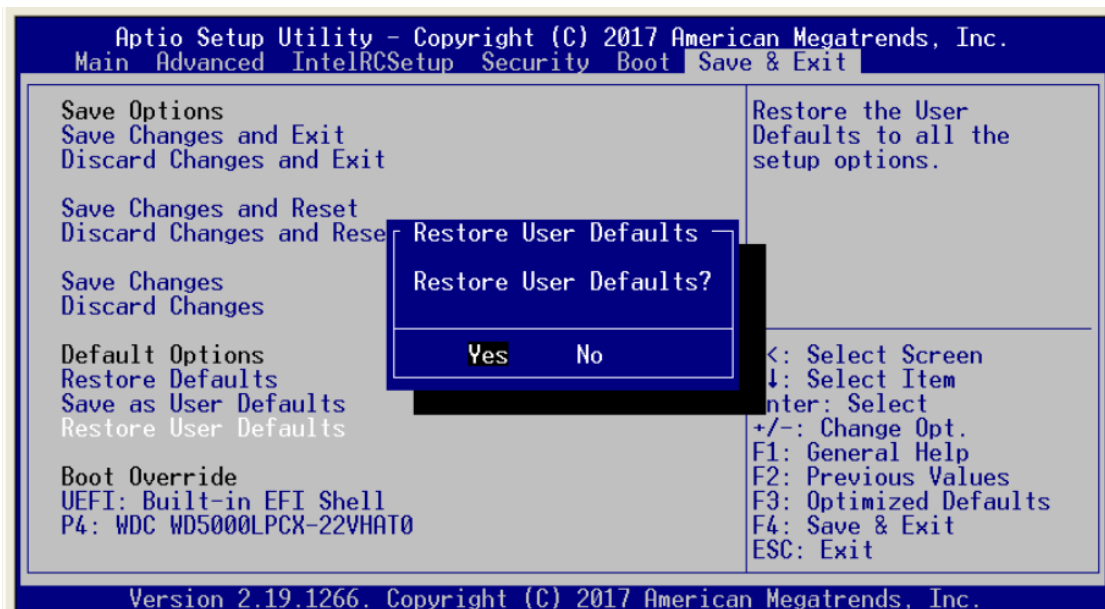 Aptio Setup Utility – Copyright (C) 2017 American Megatrends, Inc.
Main Advanced IntelRCSetup Security Boot Save & Exit
Save Options
Save Changes and Exit
Discard Changes and Exit
Save Changes and Reset
Discard Changes and Rese
Save Changes
Discard Changes
Default Options
Restore Defaults
Save as User Defaults
Restore User Defaults
Boot Override
UEFI: Built-in EFI Shell
P4: WDC WD5000LPCX-22VHAT0
Restore User Defaults
Restore User Defaults?
Yes No
Restore the User
Defaults to all the
setup options.
<: Select Screen
↓: Select Item
nter: Select
+/-: Change Opt.
F1: General Help
F2: Previous Values
F3: Optimized Defaults
F4: Save & Exit
ESC: Exit
Version 2.19.1266. Copyright (C) 2017 American Megatrends, Inc.